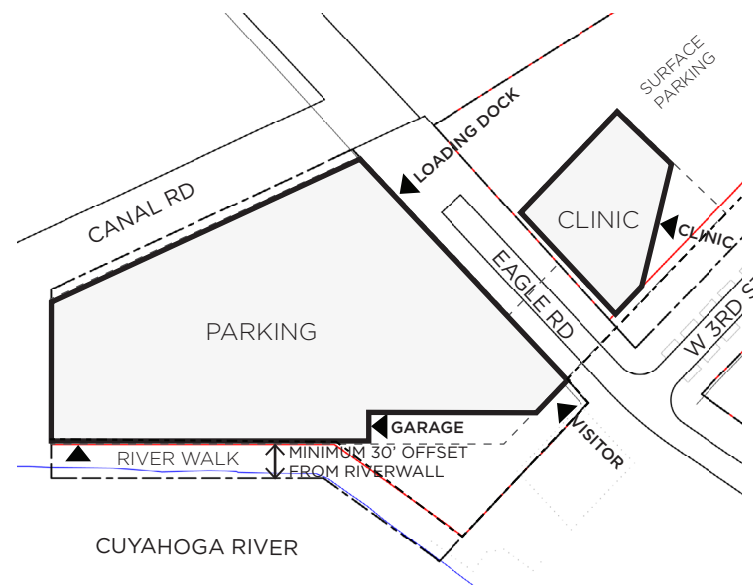 SURFACE
PARKING
LOADING DOCK
CANAL RD
CLINIC
CLINIC
EAGLE RD
W 3RD S
PARKING
GARAGE
VISITOR
RIVER WALK
MINIMUM 30' OFFSET
FROM RIVERWALL
CUYAHOGA RIVER